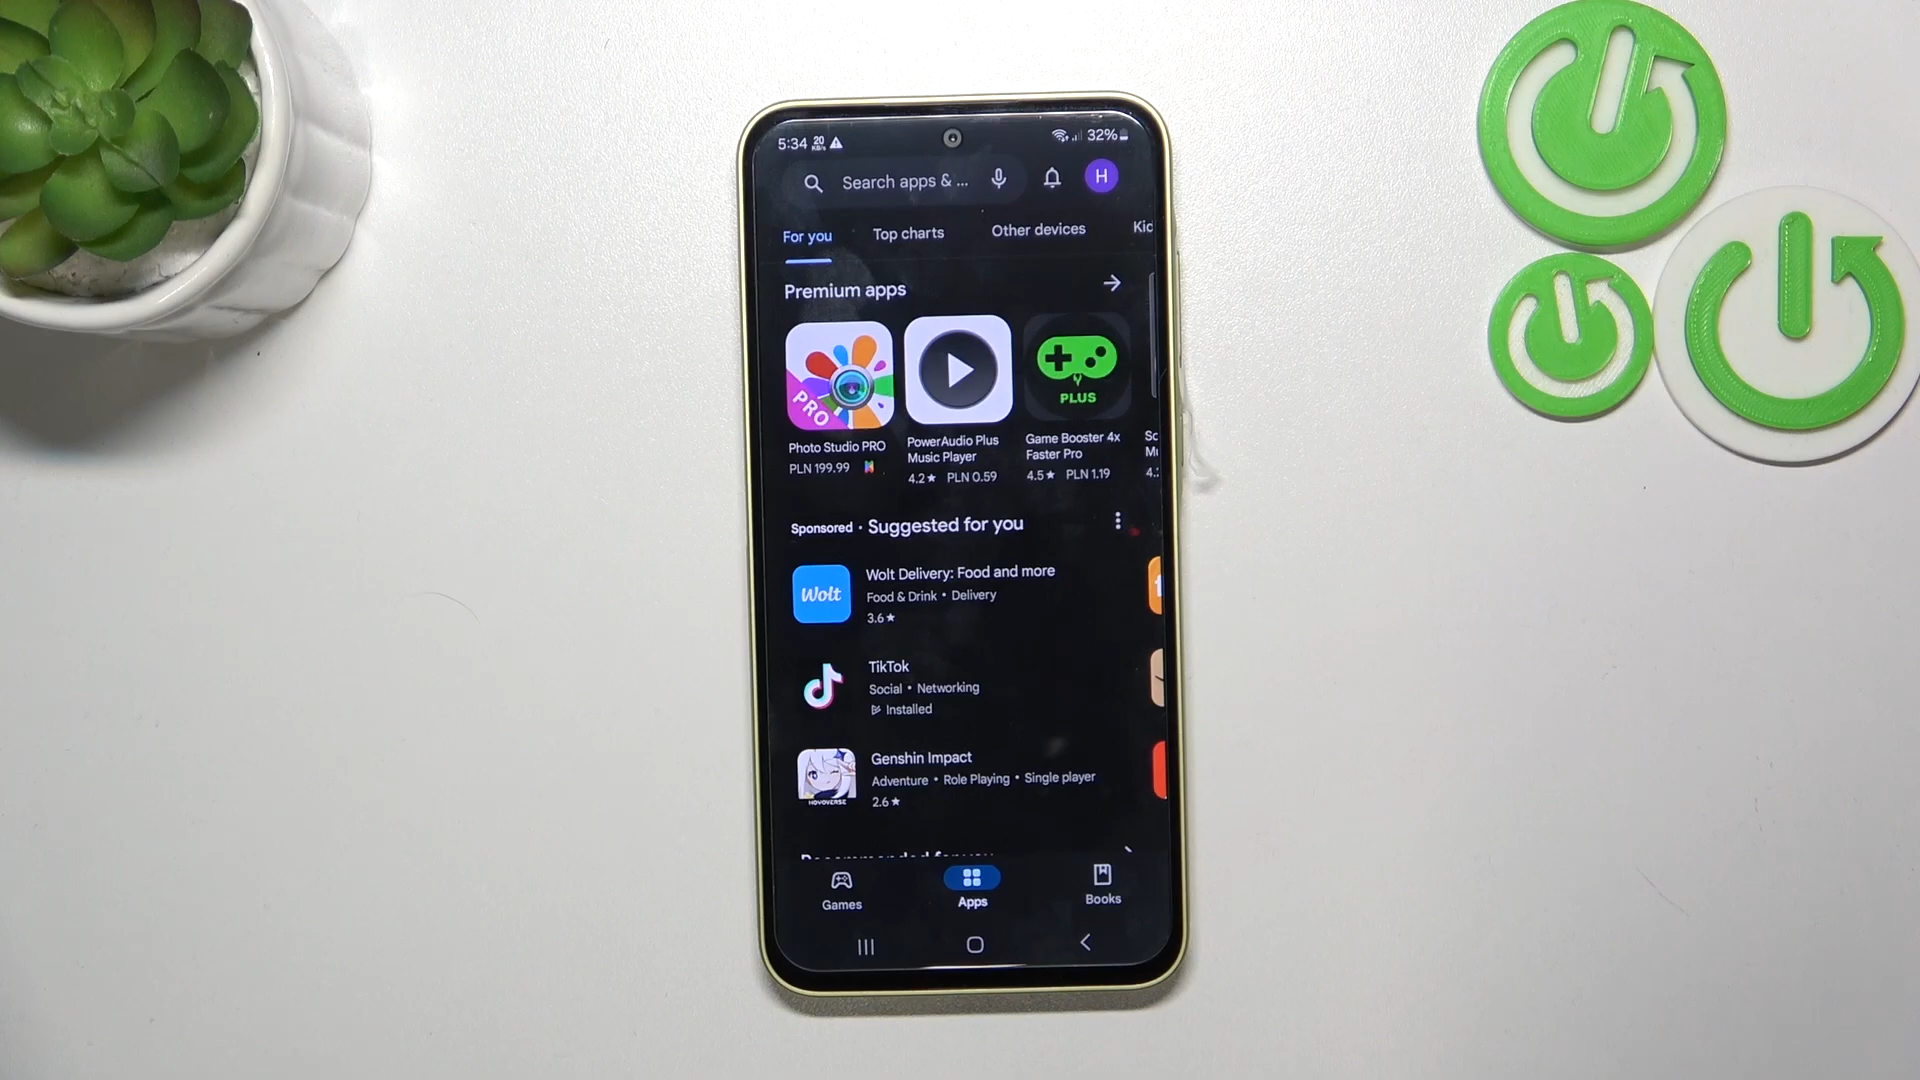 5:34 20 KB/s 32%
Search apps & ... H
For you Top charts Other devices Kid
Premium apps
PRO
PLUS
Photo Studio PRO
PLN 199.99
PowerAudio Plus
Music Player
4.2★ PLN 0.59
Game Booster 4x
Faster Pro
4.5★ PLN 1.19
Sc
Mu
4.
Sponsored · Suggested for you
Wolt
Wolt Delivery: Food and more
Food & Drink • Delivery
3.6★
TikTok
Social • Networking
Installed
Genshin Impact
Adventure • Role Playing • Single player
HOYOVERSE
2.6★
Games Apps Books